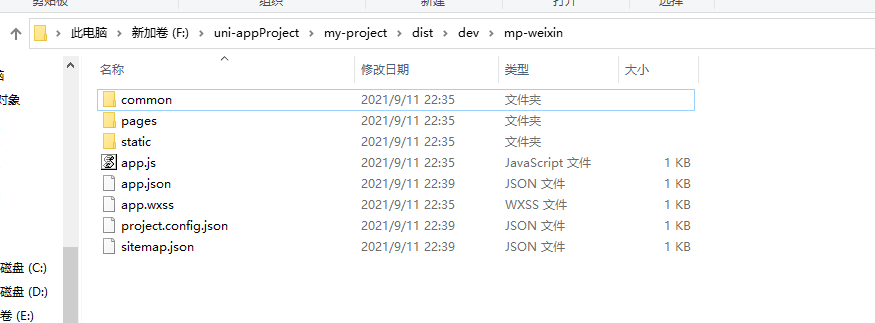 剪贴板 组织 新建 打开 选择
此电脑 新加卷 (F:) uni-appProject my-project dist dev mp-weixin
名称 修改日期 类型 大小
common 2021/9/11 22:35 文件夹
pages 2021/9/11 22:35 文件夹
static 2021/9/11 22:35 文件夹
app.js 2021/9/11 22:35 JavaScript 文件 1 KB
app.json 2021/9/11 22:39 JSON 文件 1 KB
app.wxss 2021/9/11 22:35 WXSS 文件 1 KB
project.config.json 2021/9/11 22:39 JSON 文件 1 KB
sitemap.json 2021/9/11 22:39 JSON 文件 1 KB
脑
对象
磁盘 (C:)
磁盘 (D:)
卷 (E:)